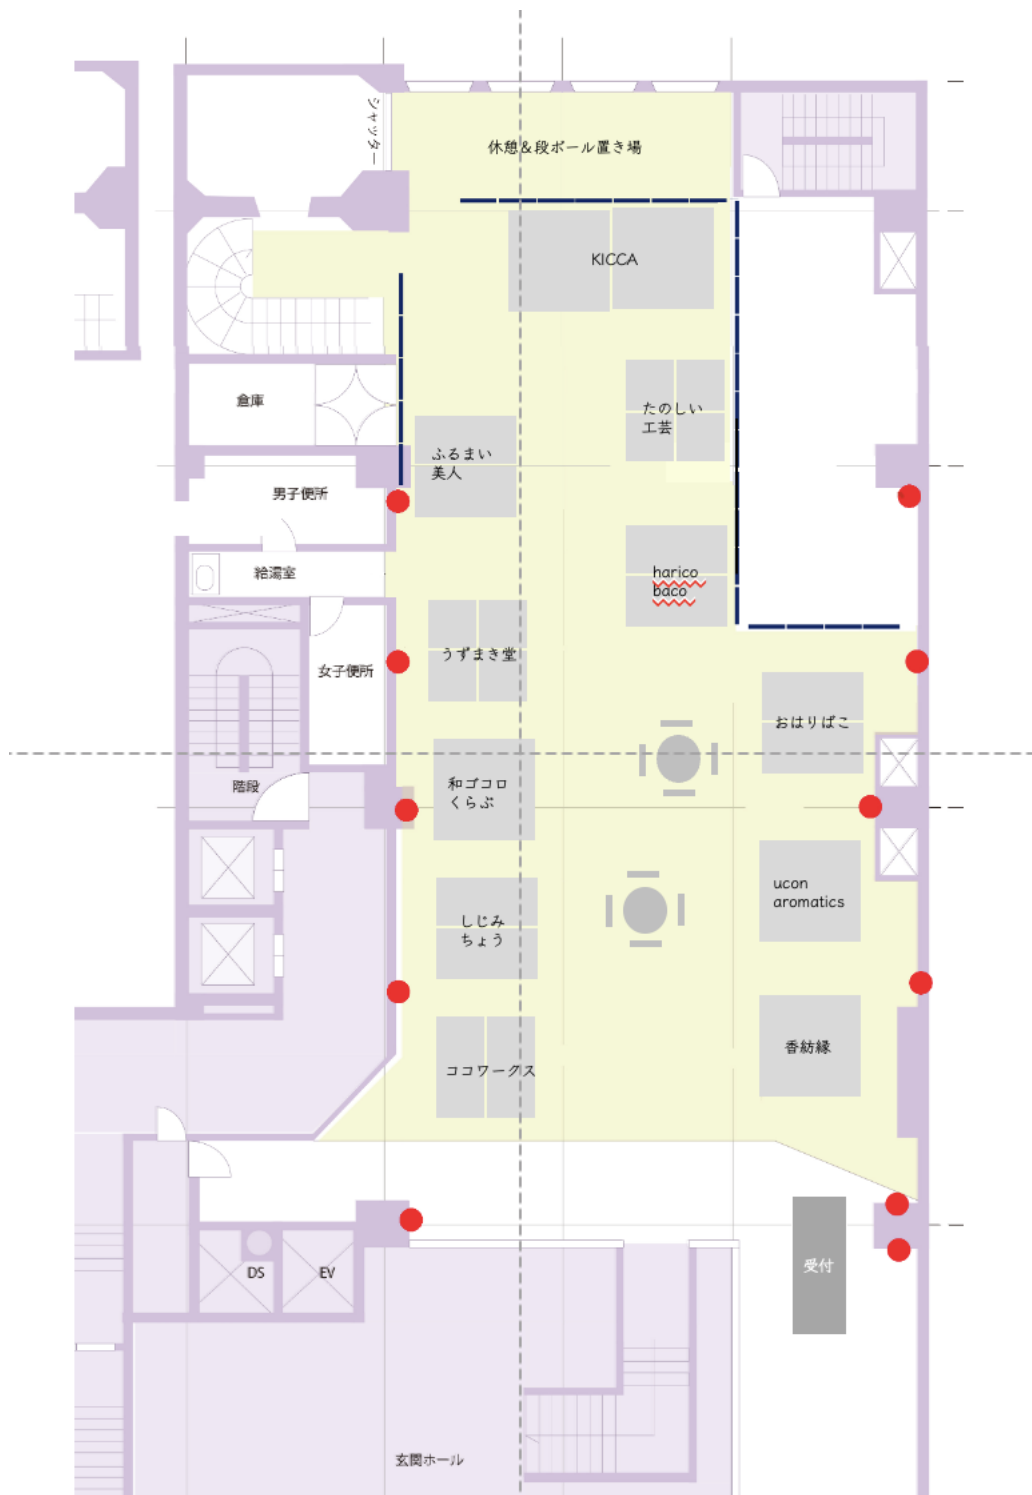 シャッター
休憩&段ボール置き場
KICCA
倉庫
たのしい
工芸
ふるまい
美人
男子便所
給湯室
harico
baco
うずまき堂
女子便所
おはりばこ
階段
和ゴコロ
くらぶ
ucon
aromatics
しじみ
ちょう
香紡縁
ココワークス
DS
EV
受付
玄関ホール